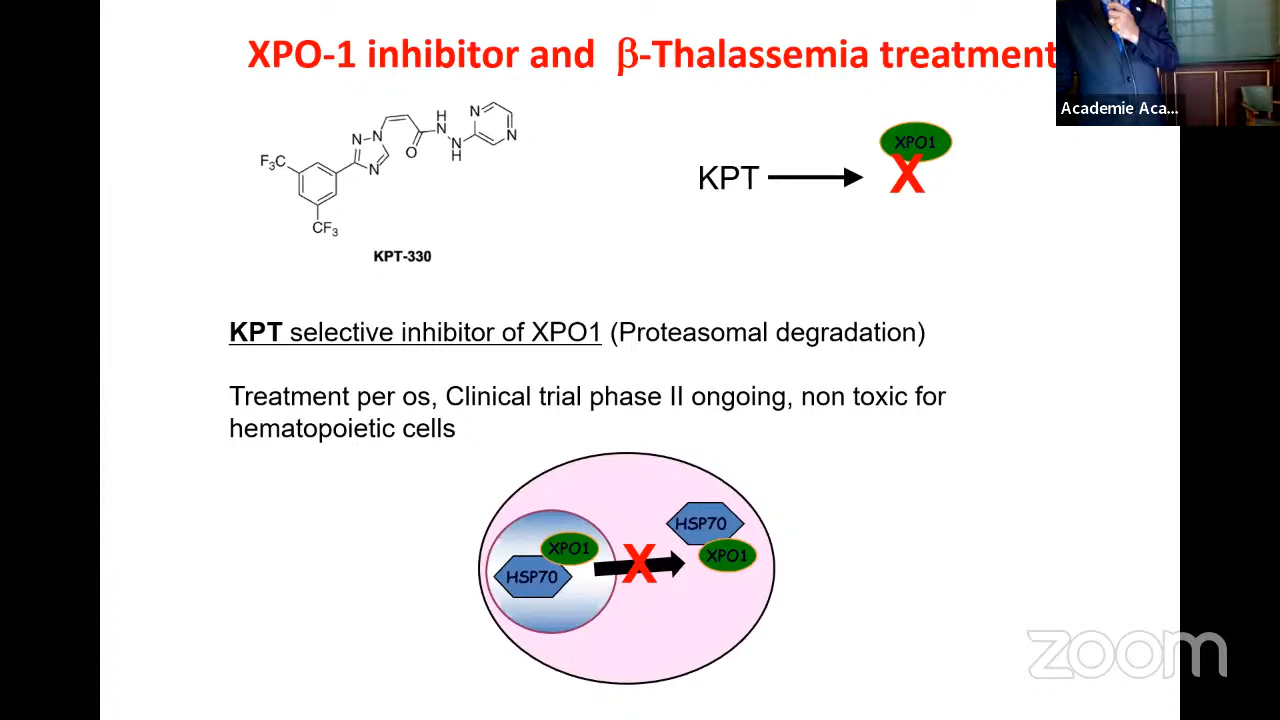 XPO-1 inhibitor and β-Thalassemia treatment
Academie Aca...
N
N
N
N
H
N
N
H
O
N
N
F₃C
CF₃
KPT-330
KPT
XPO1
X
KPT selective inhibitor of XPO1 (Proteasomal degradation)
Treatment per os, Clinical trial phase II ongoing, non toxic for
hematopoietic cells
XPO1
HSP70
X
HSP70
XPO1
zoom